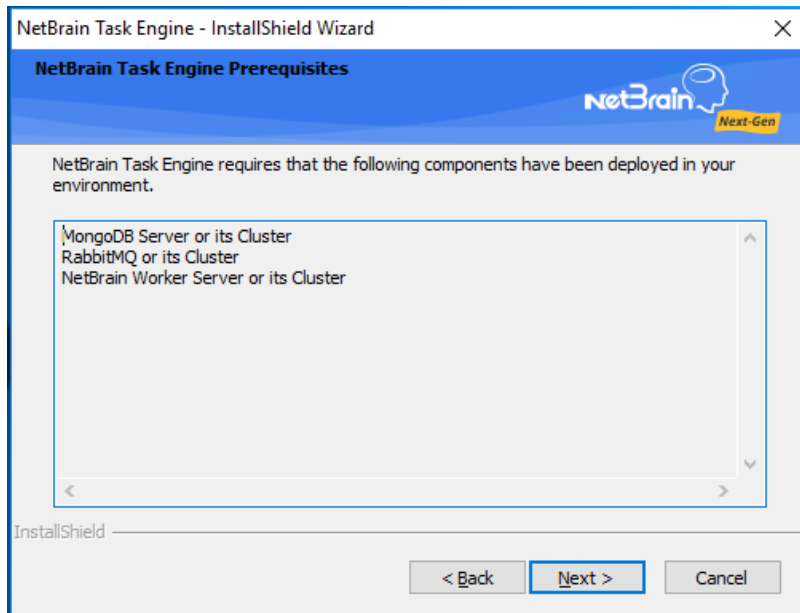 NetBrain Task Engine - InstallShield Wizard
NetBrain Task Engine Prerequisites
NetBrain
Next-Gen
NetBrain Task Engine requires that the following components have been deployed in your
environment.
MongoDB Server or its Cluster
RabbitMQ or its Cluster
NetBrain Worker Server or its Cluster
InstallShield
< Back
Next >
Cancel